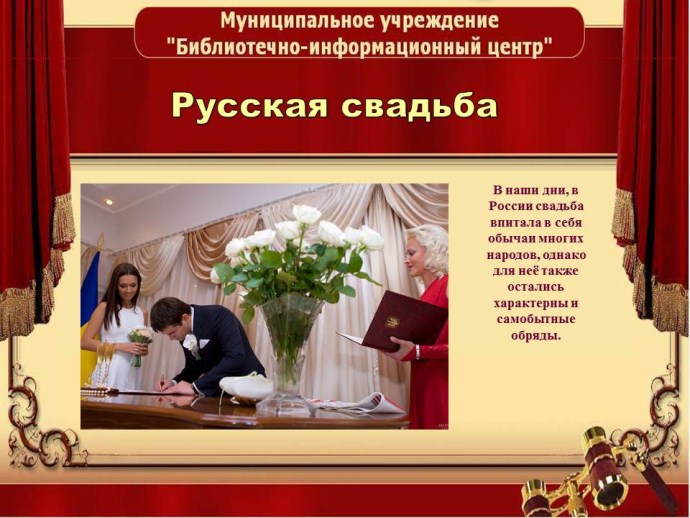 Муниципальное учреждение
"Библиотечно-информационный центр"
Русская свадьба
В наши дни, в
России свадьба
впитала в себя
обычаи многих
народов, однако
для неё также
остались
характерны и
самобытные
обряды.